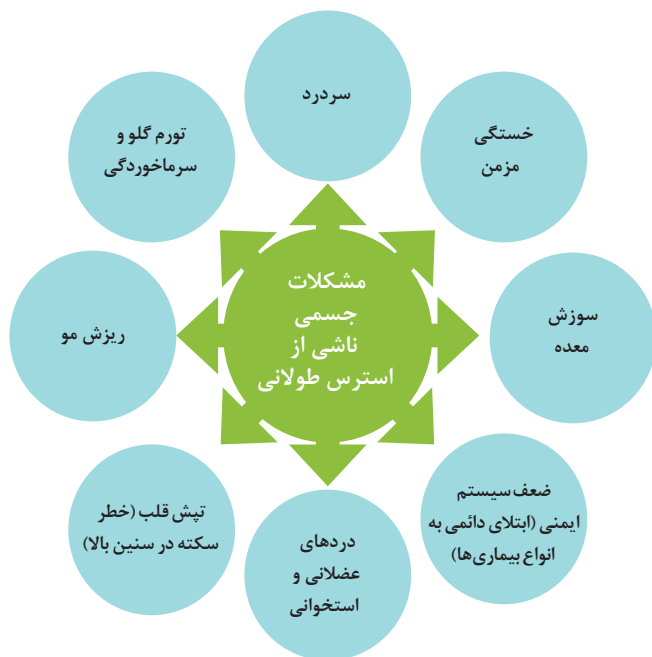 سردرد
خستگی
مزمن
سوزش
معده
ضعف سیستم
ایمنی (ابتلای دائمی به
انواع بیماری‌ها)
دردهای
عضلانی و
استخوانی
تپش قلب (خطر
سکته در سنین بالا)
ریزش مو
تورم گلو و
سرماخوردگی
مشکلات
جسمی
ناشی از
استرس طولانی